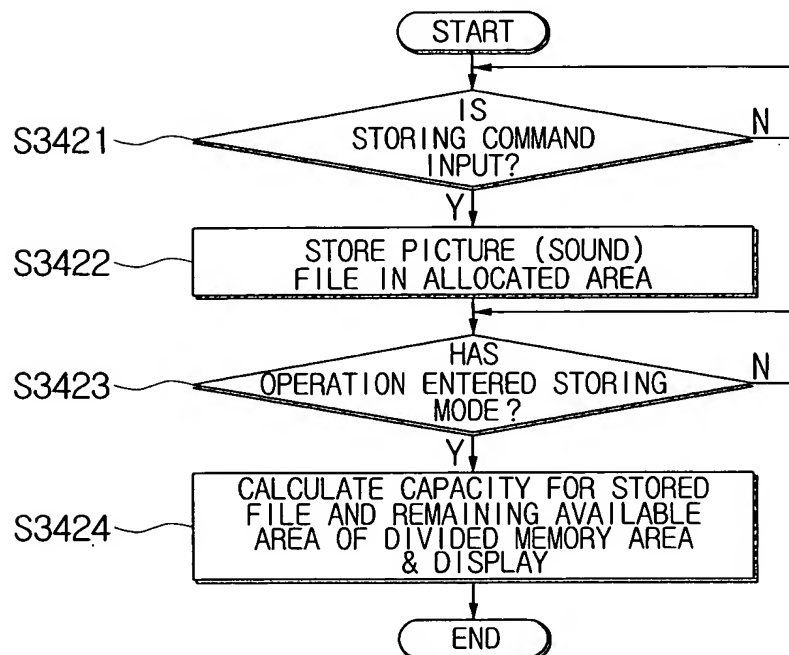 START
IS
STORING COMMAND
INPUT?
N
S3421
Y
STORE PICTURE (SOUND)
FILE IN ALLOCATED AREA
S3422
HAS
OPERATION ENTERED STORING
MODE?
N
S3423
Y
CALCULATE CAPACITY FOR STORED
FILE AND REMAINING AVAILABLE
AREA OF DIVIDED MEMORY AREA
& DISPLAY
S3424
END